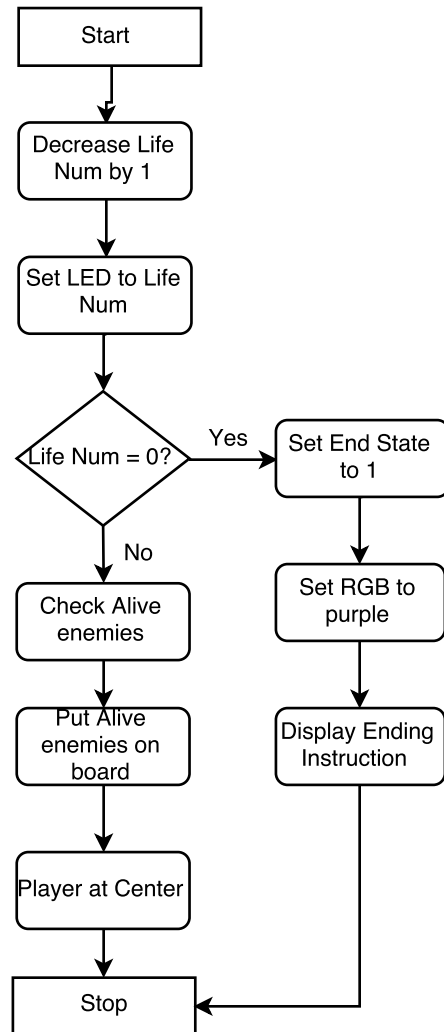 Start
Decrease Life
Num by 1
Set LED to Life
Num
Life Num = 0?
Yes
Set End State
to 1
No
Set RGB to
purple
Check Alive
enemies
Put Alive
enemies on
board
Display Ending
Instruction
Player at Center
Stop